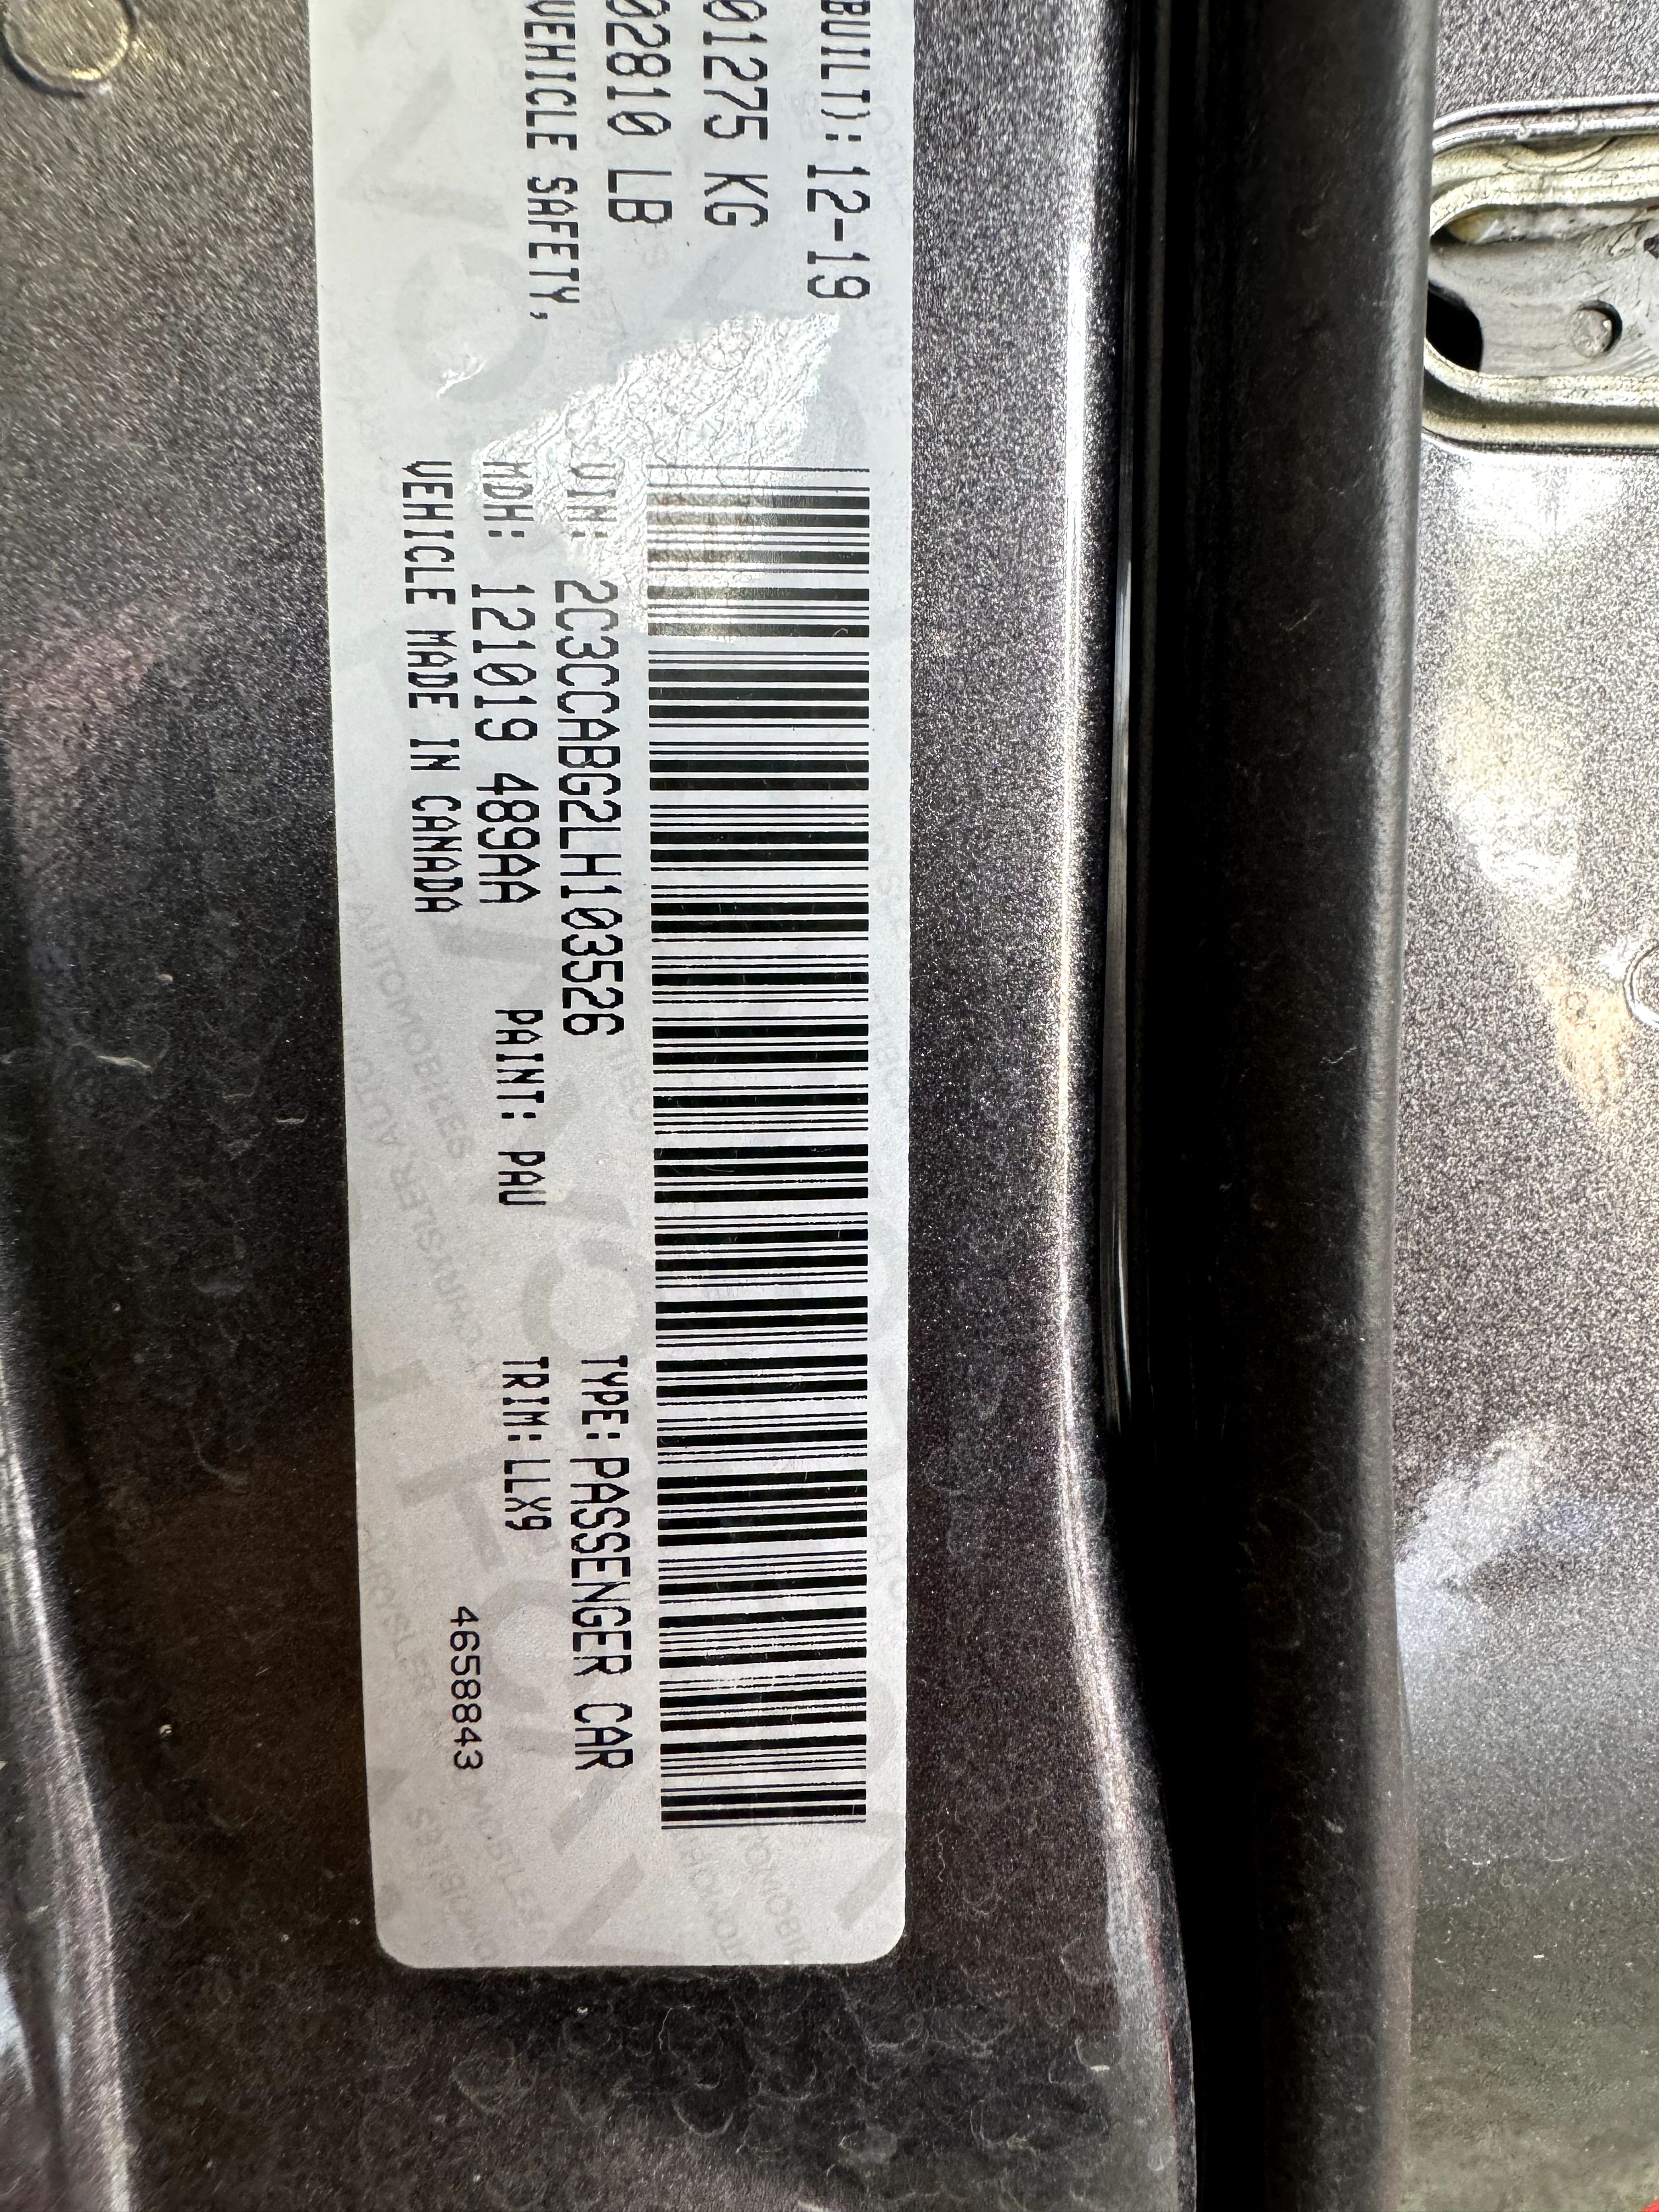 BUILT): 12-19
01275 KG
02810 LB
VEHICLE SAFETY,
VIN: 2C3CCABG2LH103526 TYPE: PASSENGER CAR
MDH: 121019 489AA PAINT: PAU TRIM: LLX9
VEHICLE MADE IN CANADA 4658843